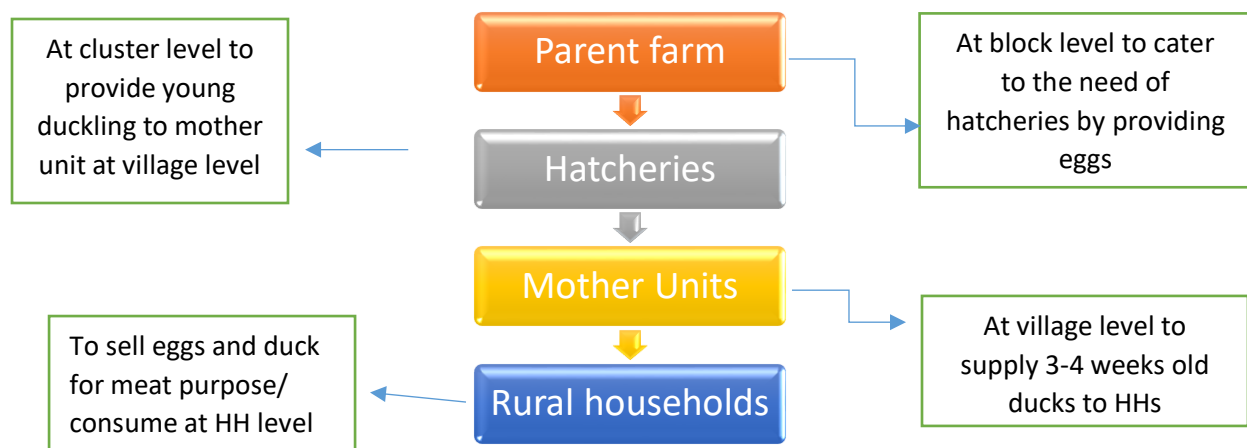 Parent farm
At cluster level to
provide young
duckling to mother
unit at village level
At block level to cater
to the need of
hatcheries by providing
eggs
Hatcheries
Mother Units
At village level to
supply 3-4 weeks old
ducks to HHs
To sell eggs and duck
for meat purpose/
consume at HH level
Rural households